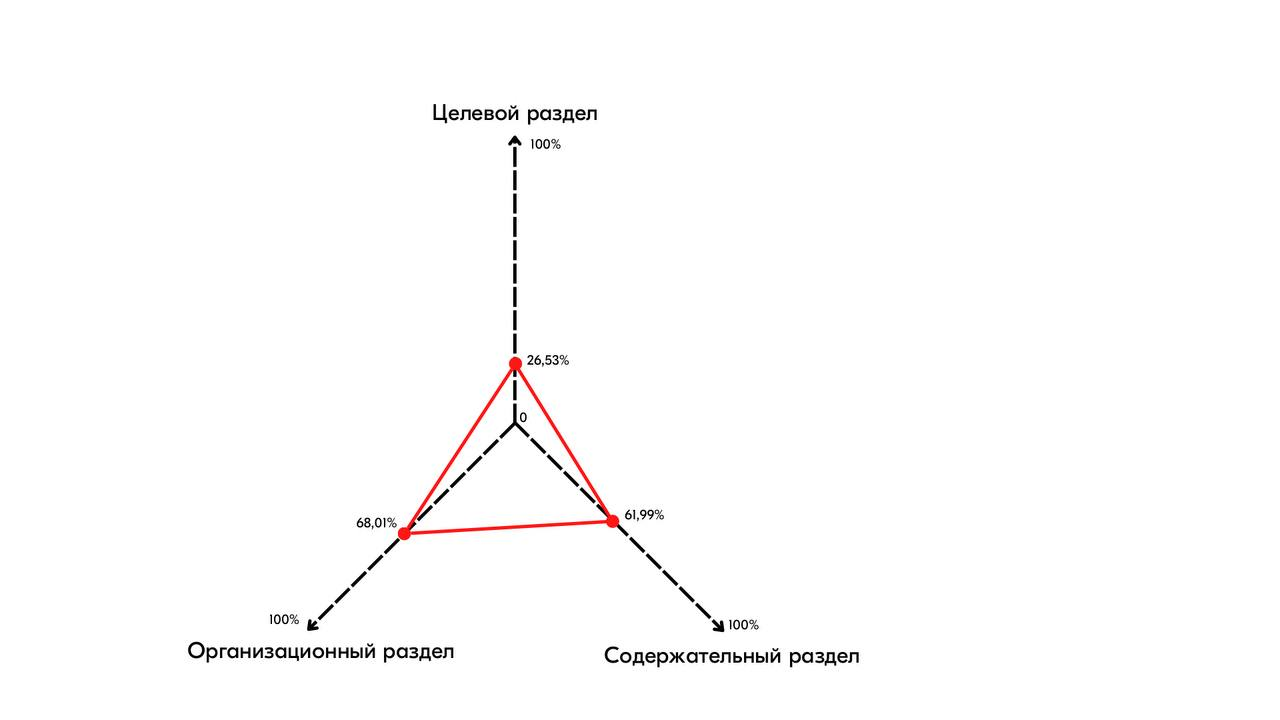 Целевой раздел
100%
26,53%
0
68,01%
61,99%
100%
100%
Организационный раздел
Содержательный раздел